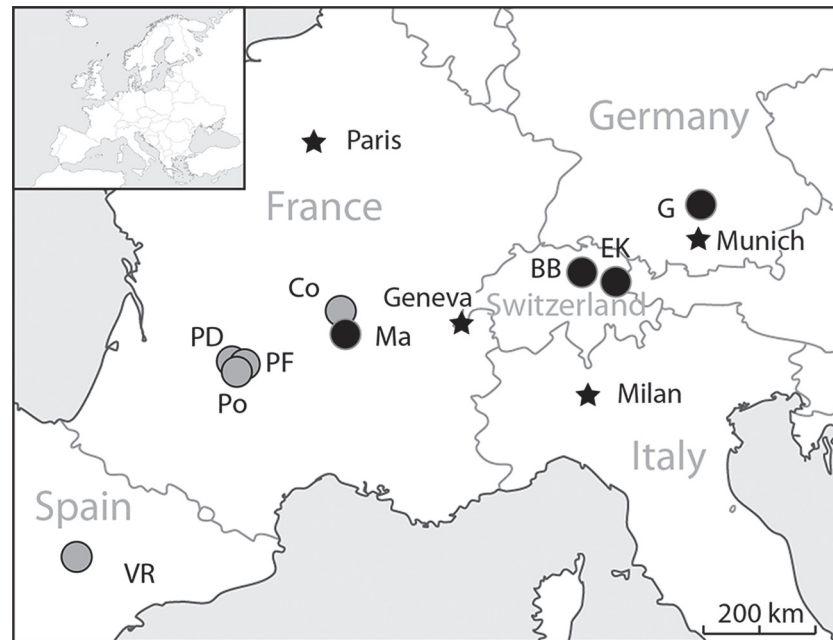 Germany
Paris
France
G
Munich
EK
BB
Co
Geneva
Switzerland
PD
Ma
PF
Po
Milan
Italy
Spain
VR
200 km